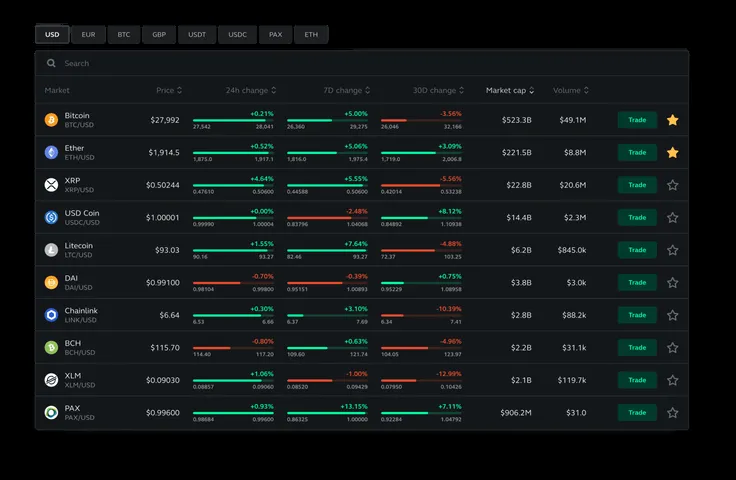 USD EUR BTC GBP USDT USDC PAX ETH
Search
Market Price 24h change 7D change 30D change Market cap Volume
Bitcoin +0.21% +5.00% -3.56%
BTC/USD $27,992 $523.3B $49.1M Trade
27,542 28,041 26,360 29,275 26,046 32,166
Ether +0.52% +5.06% +3.09%
ETH/USD $1,914.5 $221.5B $8.8M Trade
1,875.0 1,917.1 1,816.0 1,975.4 1,719.0 2,006.8
XRP +4.64% +5.55% -5.56%
XRP/USD $0.50244 $22.8B $20.6M Trade
0.47610 0.50600 0.44588 0.50600 0.42014 0.53238
USD Coin +0.00% -2.48% +8.12%
USDC/USD $1.00001 $14.4B $2.3M Trade
0.99990 1.00004 0.83796 1.04068 0.84892 1.10938
Litecoin +1.55% +7.64% -4.88%
LTC/USD $93.03 $6.2B $845.0k Trade
90.16 93.27 82.46 93.27 72.37 103.25
DAI -0.70% -0.39% +0.75%
DAI/USD $0.99100 $3.8B $3.0k Trade
0.98104 0.99800 0.95151 1.00893 0.95229 1.08958
Chainlink +0.30% +3.10% -10.39%
LINK/USD $6.64 $2.8B $88.2k Trade
6.53 6.66 6.37 7.69 6.34 7.41
BCH -0.80% +0.63% -4.96%
BCH/USD $115.70 $2.2B $31.1k Trade
114.40 117.20 109.60 121.74 104.05 123.97
XLM +1.06% -1.00% -12.99%
XLM/USD $0.09030 $2.1B $119.7k Trade
0.08857 0.09060 0.08520 0.09429 0.07950 0.10426
PAX +0.93% +13.15% +7.11%
PAX/USD $0.99600 $906.2M $31.0 Trade
0.98684 0.99600 0.86325 1.00000 0.92284 1.04792